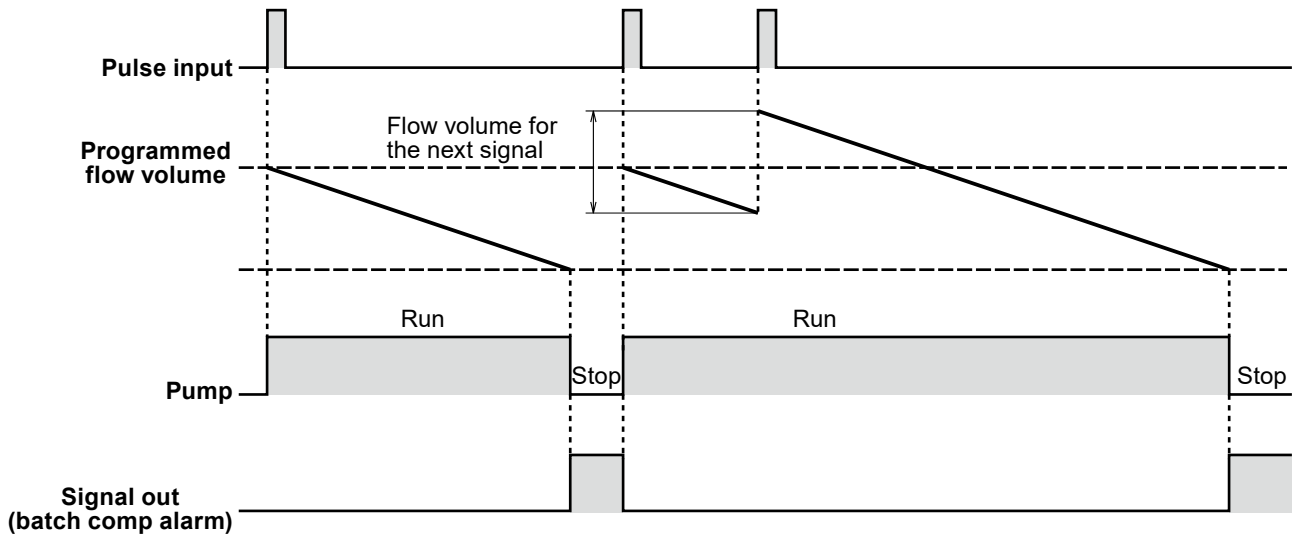 Pulse input
Flow volume for
the next signal
Programmed
flow volume
Run
Run
Stop
Stop
Pump
Signal out
(batch comp alarm)